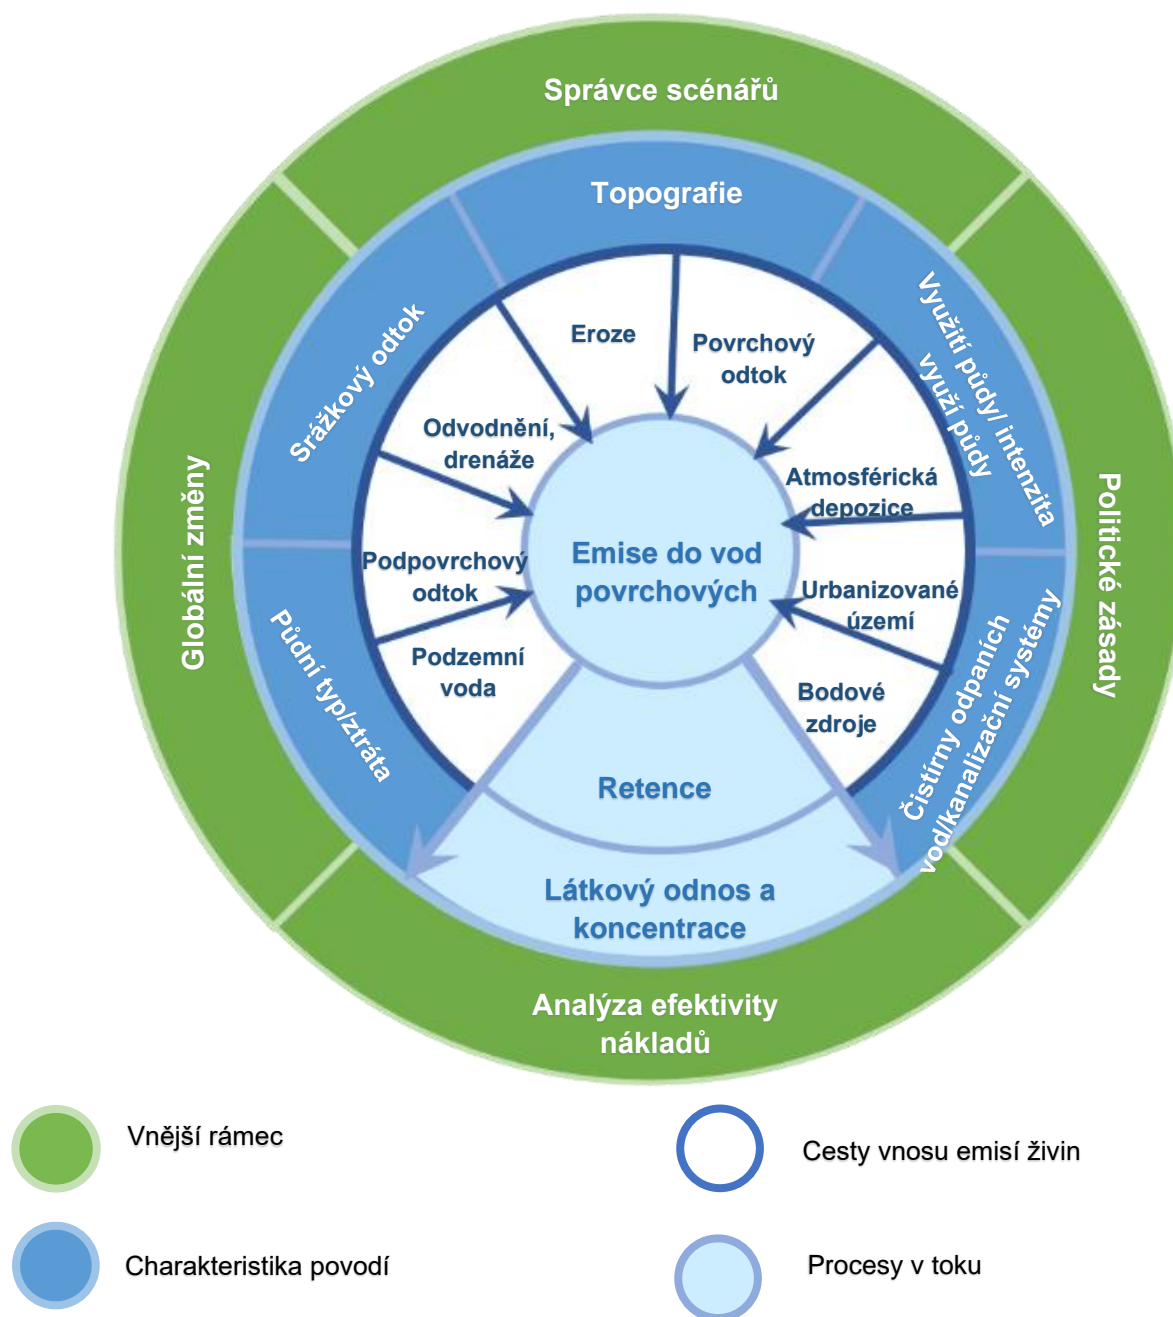 Správce scénářů
Topografie
Srážkový odtok
Využití půdy/ intenzita
využí půdy
Eroze
Povrchový
odtok
Odvodnění,
drenáže
Atmosférická
depozice
Globální změny
Politické zásady
Emise do vod
povrchových
Podpovrchový
odtok
Urbanizované
území
Půdní typ/ztráta
Podzemní
voda
Bodové
zdroje
Čistírny odpaních
vod/kanalizační systémy
Retence
Látkový odnos a
koncentrace
Analýza efektivity
nákladů
Vnější rámec
Cesty vnosu emisí živin
Charakteristika povodí
Procesy v toku